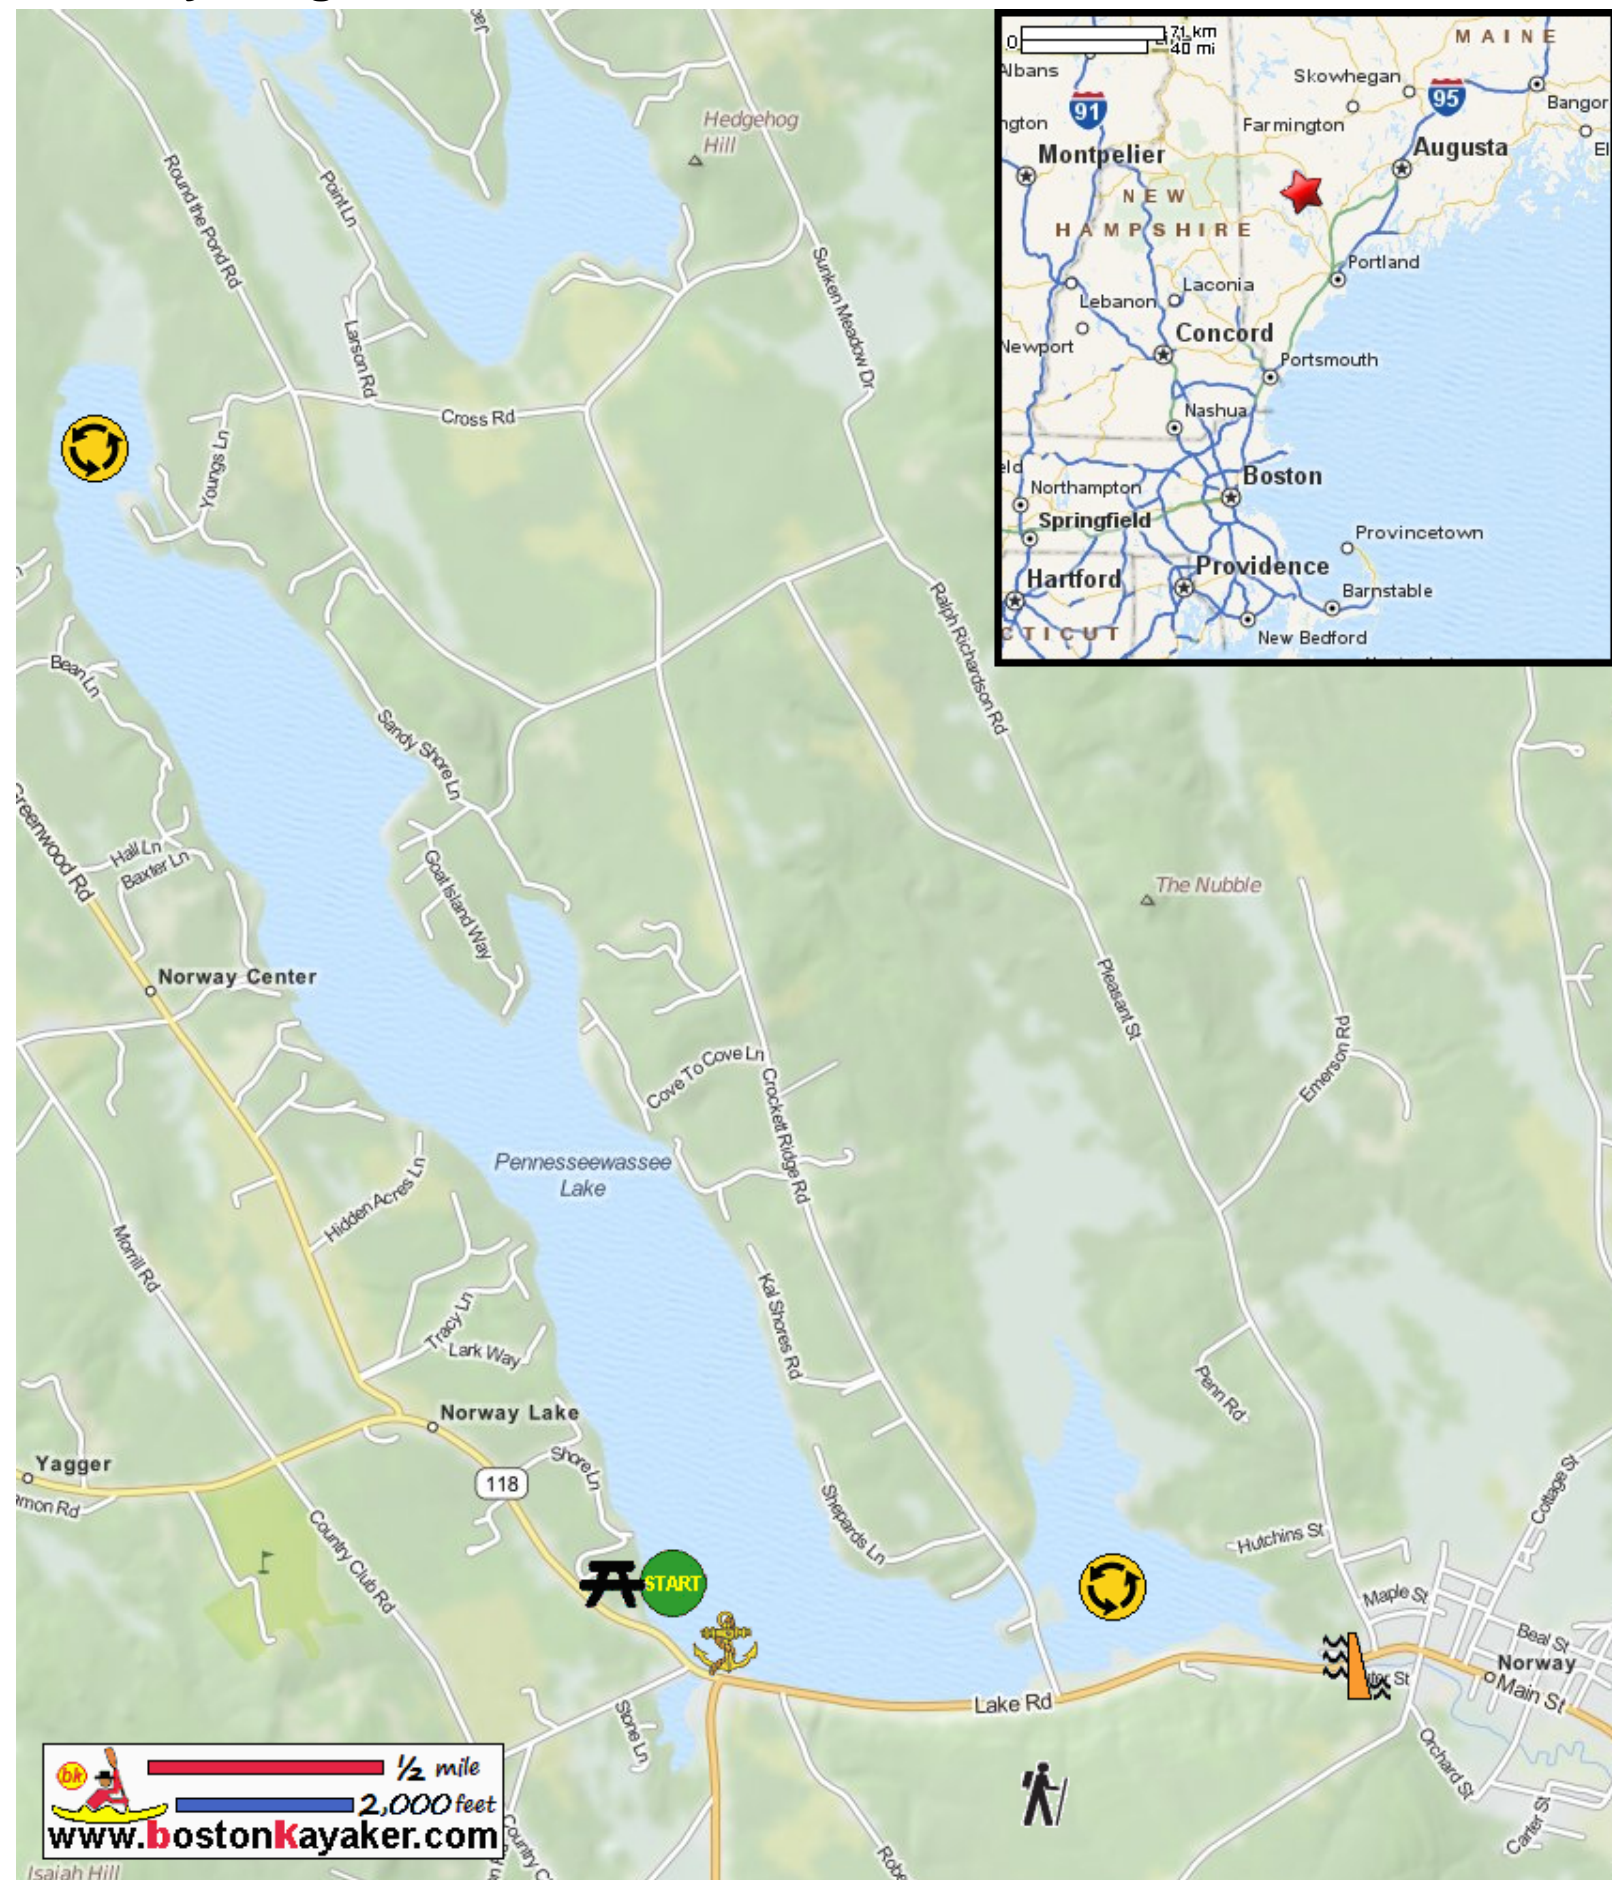 Hedgehog
Hill
Round the Pond Rd
Point Ln
Larson Rd
Sunken Meadow Dr
Cross Rd
Youngs Ln
Ralph Richardson Rd
Bean Ln
Sandy Shore Ln
Greenwood Rd
Hall Ln
Baxter Ln
Goat Island Way
The Nubble
Norway Center
Pleasant St
Emerson Rd
Cove To Cove Ln
Crockett Ridge Rd
Pennesseewassee
Lake
Hidden Acres Ln
Morrill Rd
Kal Shores Rd
Tracy Ln
Lark Way
Penn Rd
Norway Lake
Yagger
118
Shore Ln
Shepards Ln
Cottage St
Hutchins St
Country Club Rd
START
Maple St
Beal St
Norway
Main St
Lake Rd
Stone Ln
Orchard St
Carter St
Isaiah Hill
0
71 km
40 mi
MAINE
Albans
Skowhegan
91
95
Bangor
Farmington
Montpelier
Augusta
NEW
HAMPSHIRE
Portland
Laconia
Lebanon
Concord
Newport
Portsmouth
Nashua
Boston
Northampton
Springfield
Provincetown
Providence
Hartford
Barnstable
CTICUT
New Bedford
bk
½ mile
2,000 feet
www.bostonkayaker.com